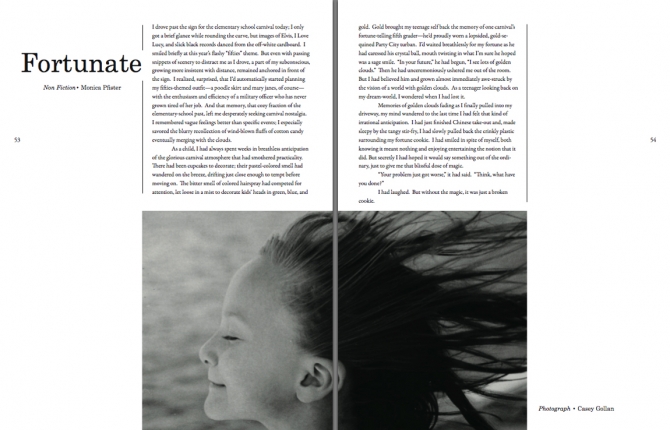 Fortunate
Non Fiction • Monica Pfister
53
I drove past the sign for the elementary school carnival today; I only
got a brief glance while rounding the curve, but images of Elvis, I Love
Lucy, and slick black records danced from the off-white cardboard. I
smiled briefly at this year's flashy "fifties" theme. But even with passing
snippets of scenery to distract me as I drove, a part of my subconscious,
growing more insistent with distance, remained anchored in front of
the sign. I realized, surprised, that I'd automatically started planning
my fifties-themed outfit—a poodle skirt and mary janes, of course—
with the enthusiasm and efficiency of a military officer who has never
grown tired of her job. And that memory, that cosy fraction of the
elementary-school past, left me desperately seeking carnival nostalgia.
I remembered vague feelings better than specific events; I especially
savored the blurry recollection of wind-blown fluffs of cotton candy
eventually merging with the clouds.
As a child, I had always spent weeks in breathless anticipation
of the glorious carnival atmosphere that had smothered practicality.
There had been cupcakes to decorate; their pastel-colored smell had
wandered on the breeze, drifting just close enough to tempt before
moving on. The bitter smell of colored hairspray had competed for
attention, let loose in a mist to decorate kids' heads in green, blue, and
gold. Gold brought my teenage self back the memory of one carnival's
fortune-telling fifth grader—he'd proudly worn a lopsided, gold-se-
quined Party City turban. I'd waited breathlessly for my fortune as he
had caressed his crystal ball, mouth twisting in what I'm sure he hoped
was a sage smile. "In your future," he had begun, "I see lots of golden
clouds." Then he had unceremoniously ushered me out of the room.
But I had believed him and grown almost immediately awe-struck by
the vision of a world with golden clouds. As a teenager looking back on
my dream-world, I wondered when I had lost it.
Memories of golden clouds fading as I finally pulled into my
driveway, my mind wandered to the last time I had felt that kind of
irrational anticipation. I had just finished Chinese take-out and, made
sleepy by the tangy stir-fry, I had slowly pulled back the crinkly plastic
surrounding my fortune cookie. I had smiled in spite of myself, both
knowing it meant nothing and enjoying entertaining the notion that it
did. But secretly I had hoped it would say something out of the ordi-
nary, just to give me that blissful dose of magic.
"Your problem just got worse," it had said. "Think, what have
you done?"
I had laughed. But without the magic, it was just a broken
cookie.
54
Photograph • Casey Gollan